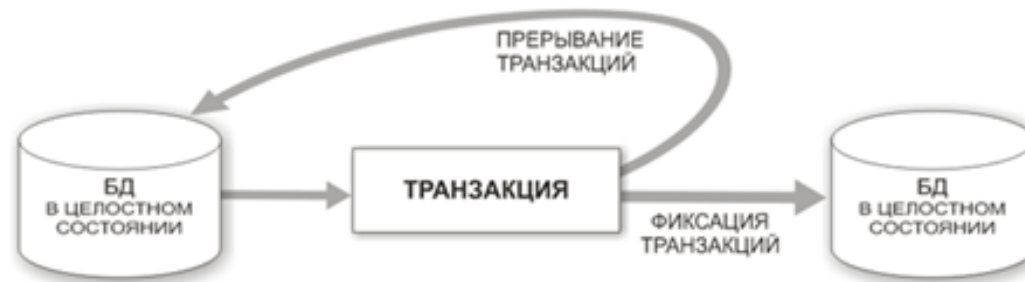 ПРЕРЫВАНИЕ
ТРАНЗАКЦИЙ
БД
В ЦЕЛОСТНОМ
СОСТОЯНИИ
ТРАНЗАКЦИЯ
ФИКСАЦИЯ
ТРАНЗАКЦИЙ
БД
В ЦЕЛОСТНОМ
СОСТОЯНИИ